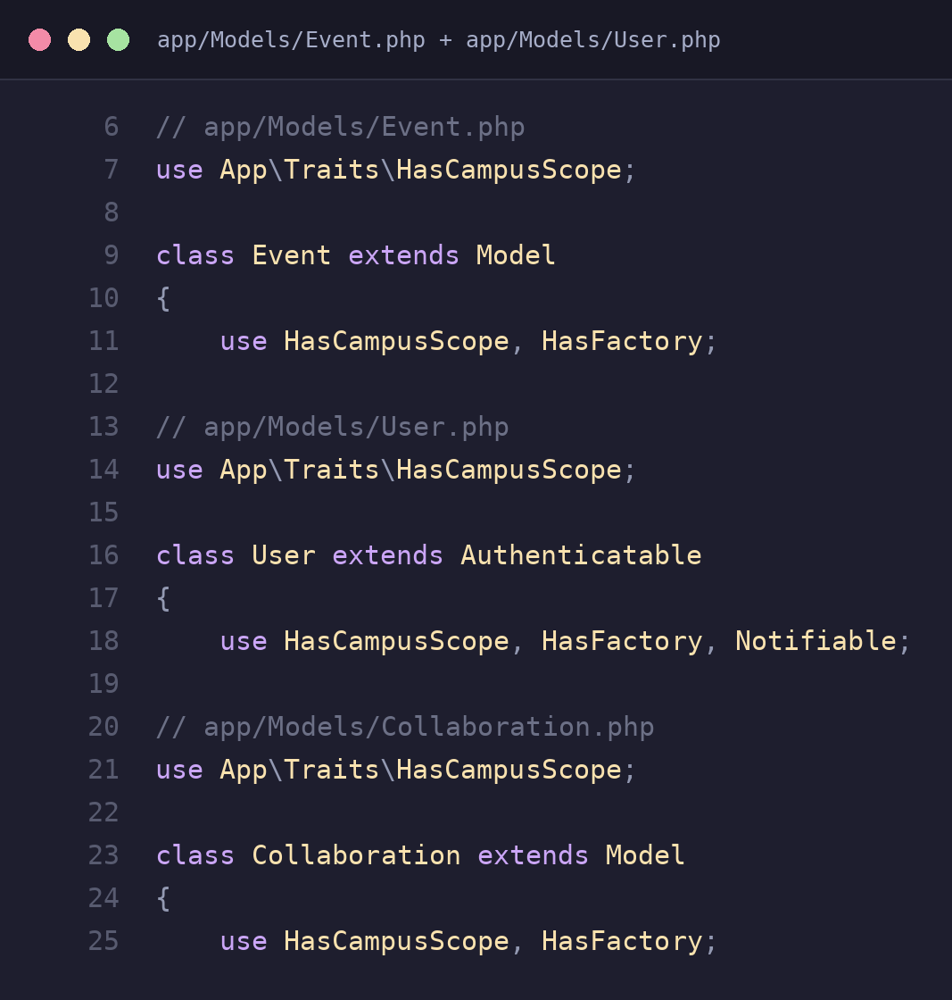 app/Models/Event.php + app/Models/User.php
6 // app/Models/Event.php
7 use App\Traits\HasCampusScope;
8
9 class Event extends Model
10 {
11     use HasCampusScope, HasFactory;
12
13 // app/Models/User.php
14 use App\Traits\HasCampusScope;
15
16 class User extends Authenticatable
17 {
18     use HasCampusScope, HasFactory, Notifiable;
19
20 // app/Models/Collaboration.php
21 use App\Traits\HasCampusScope;
22
23 class Collaboration extends Model
24 {
25     use HasCampusScope, HasFactory;